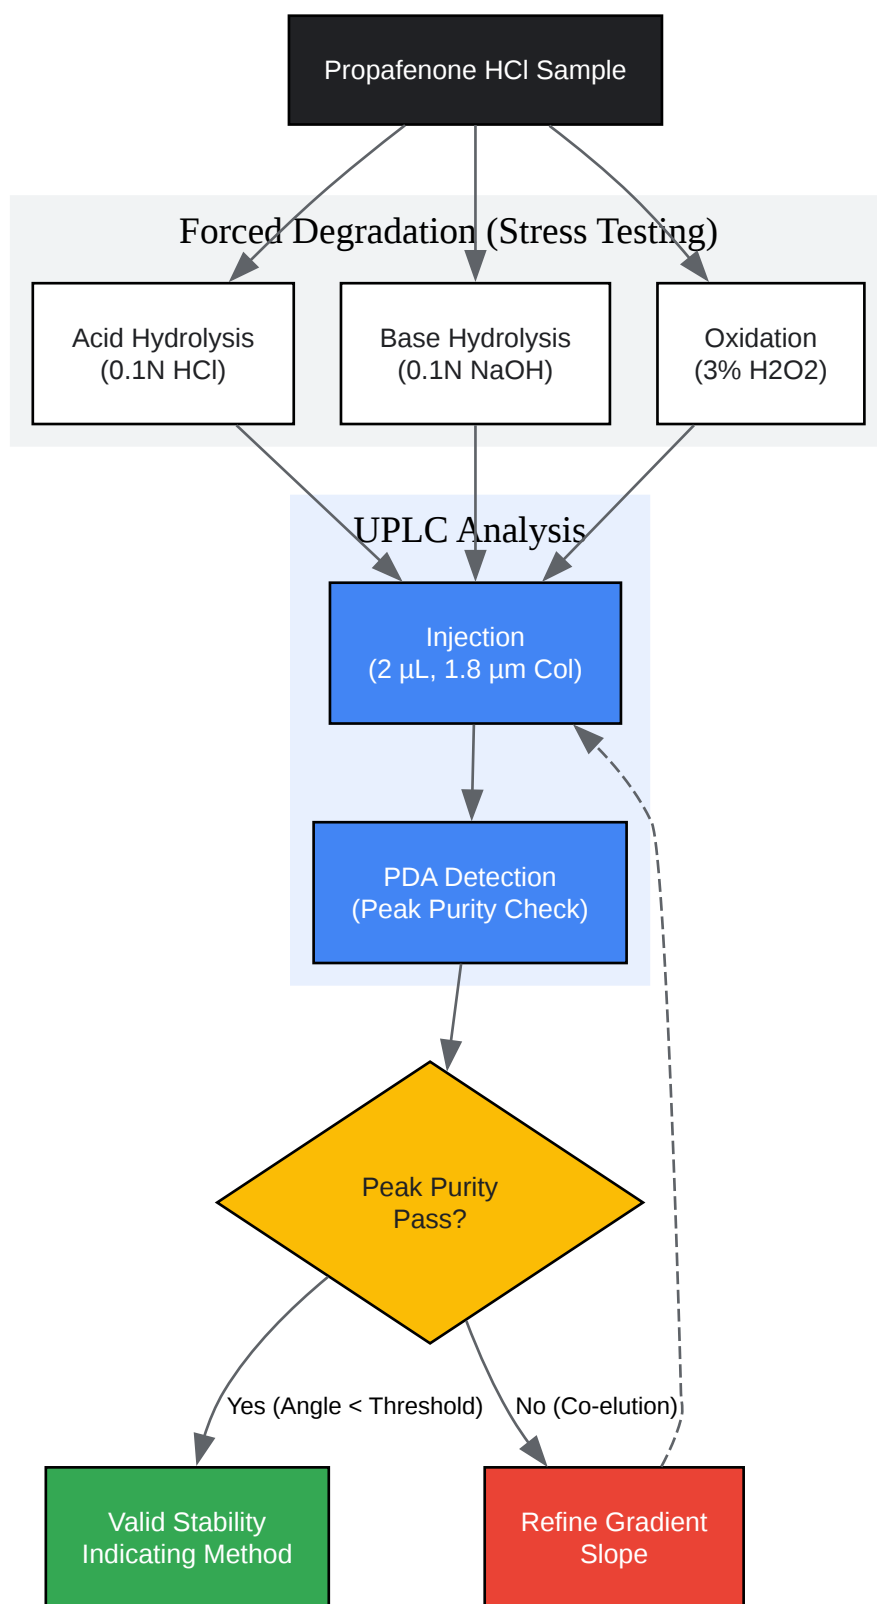 Propafenone HCl Sample
Forced Degradation (Stress Testing)
Acid Hydrolysis
(0.1N HCl)
Base Hydrolysis
(0.1N NaOH)
Oxidation
(3% H2O2)
UPLC Analysis
Injection
(2 µL, 1.8 µm Col)
PDA Detection
(Peak Purity Check)
Peak Purity
Pass?
Yes (Angle < Threshold)
No (Co-elution)
Valid Stability
Indicating Method
Refine Gradient
Slope